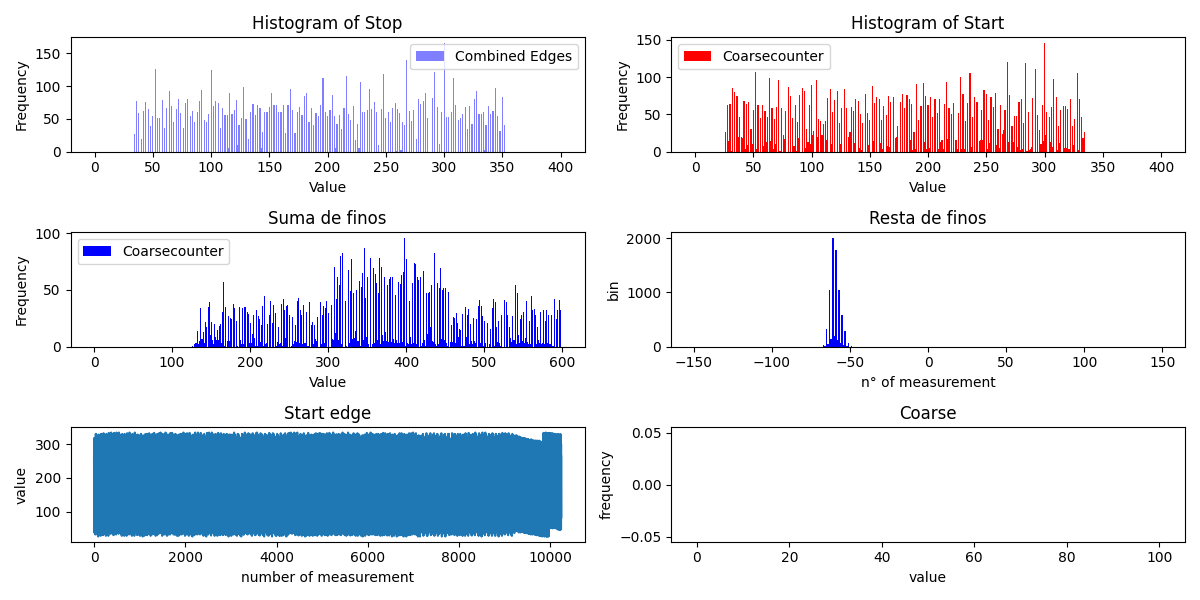 Histogram of Stop
150
100
50
0
Frequency
Combined Edges
0 50 100 150 200 250 300 350 400
Value
Histogram of Start
150
100
50
0
Frequency
Coarsecounter
0 50 100 150 200 250 300 350 400
Value
Suma de finos
100
50
0
Frequency
Coarsecounter
0 100 200 300 400 500 600
Value
Resta de finos
2000
1000
0
bin
−150 −100 −50 0 50 100 150
n° of measurement
Start edge
300
200
100
value
0 2000 4000 6000 8000 10000
number of measurement
Coarse
0.05
0.00
−0.05
frequency
0 20 40 60 80 100
value